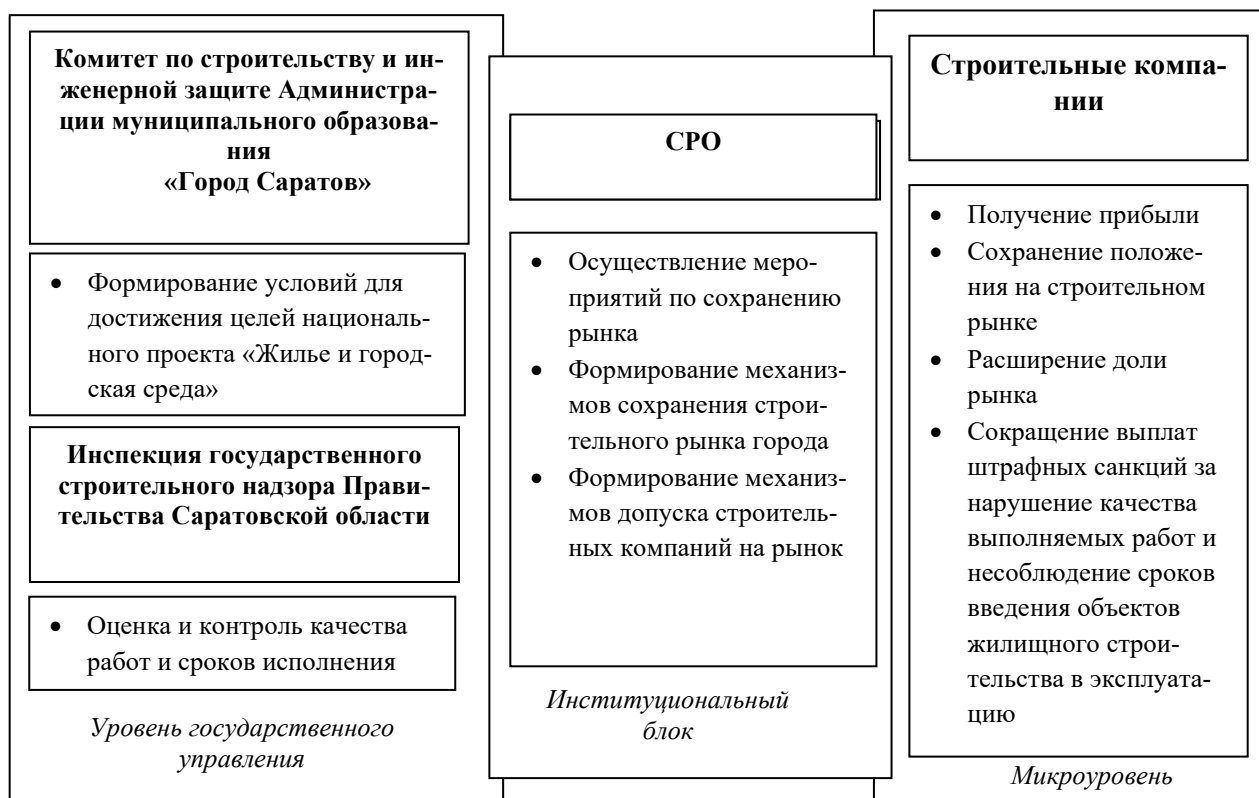 Комитет по строительству и ин-
женерной защите Администра-
ции муниципального образова-
ния
«Город Саратов»
• Формирование условий для
достижения целей националь-
ного проекта «Жилье и город-
ская среда»
Инспекция государственного
строительного надзора Прави-
тельства Саратовской области
• Оценка и контроль качества
работ и сроков исполнения
Уровень государственного
управления
СРО
• Осуществление меро-
приятий по сохранению
рынка
• Формирование механиз-
мов сохранения строи-
тельного рынка города
• Формирование механиз-
мов допуска строитель-
ных компаний на рынок
Институциональный
блок
Строительные компа-
нии
• Получение прибыли
• Сохранение положе-
ния на строительном
рынке
• Расширение доли
рынка
• Сокращение выплат
штрафных санкций за
нарушение качества
выполняемых работ и
несоблюдение сроков
введения объектов
жилищного строи-
тельства в эксплуата-
цию
Микроуровень